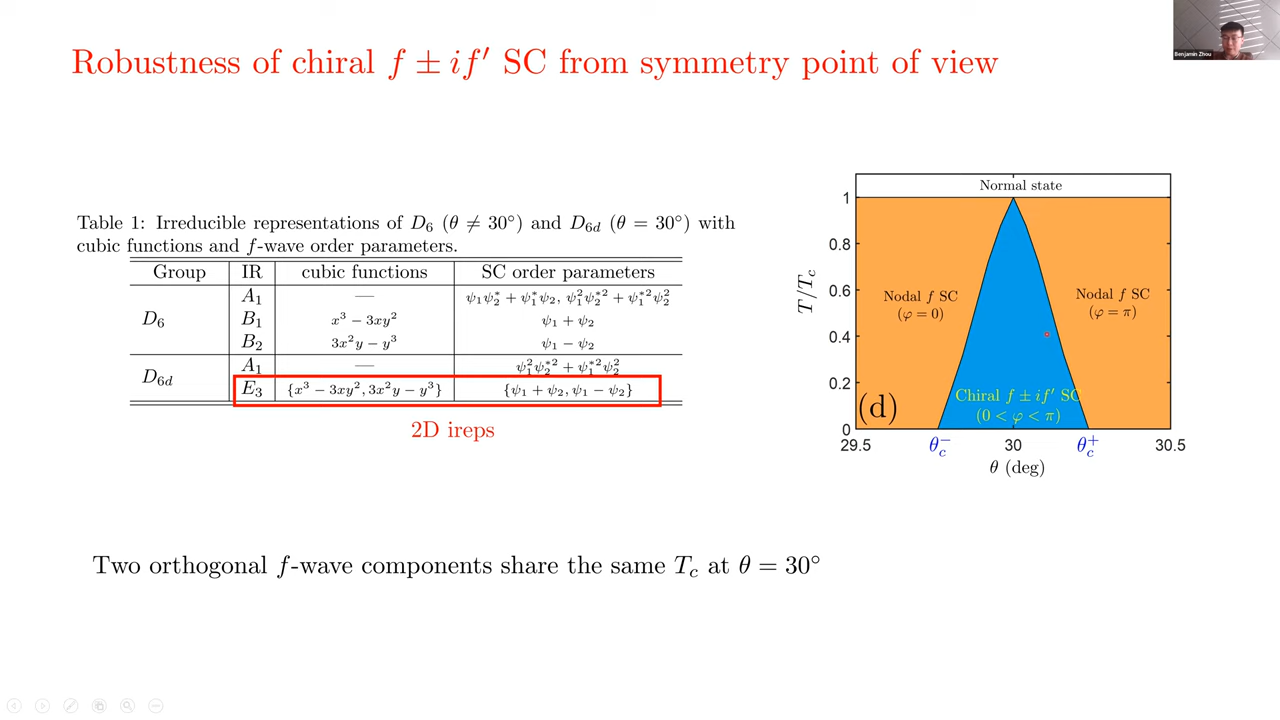 Robustness of chiral f ± if′ SC from symmetry point of view
Benjamin Zhou
Table 1: Irreducible representations of D₆ (θ ≠ 30°) and D₆d (θ = 30°) with
cubic functions and f-wave order parameters.
Group IR cubic functions SC order parameters
A₁ — ψ₁ψ₂* + ψ₁*ψ₂, ψ₁²ψ₂*² + ψ₁*²ψ₂²
D₆ B₁ x³ − 3xy² ψ₁ + ψ₂
B₂ 3x²y − y³ ψ₁ − ψ₂
D₆d A₁ — ψ₁²ψ₂*² + ψ₁*²ψ₂²
E₃ {x³ − 3xy², 3x²y − y³} {ψ₁ + ψ₂, ψ₁ − ψ₂}
2D ireps
Normal state
1
0.8
0.6
0.4
0.2
0
T/Tc
Nodal f SC
(φ = 0)
Nodal f SC
(φ = π)
Chiral f ± if′ SC
(0 < φ < π)
(d)
29.5 θc⁻ 30 θc⁺ 30.5
θ (deg)
Two orthogonal f-wave components share the same Tc at θ = 30°